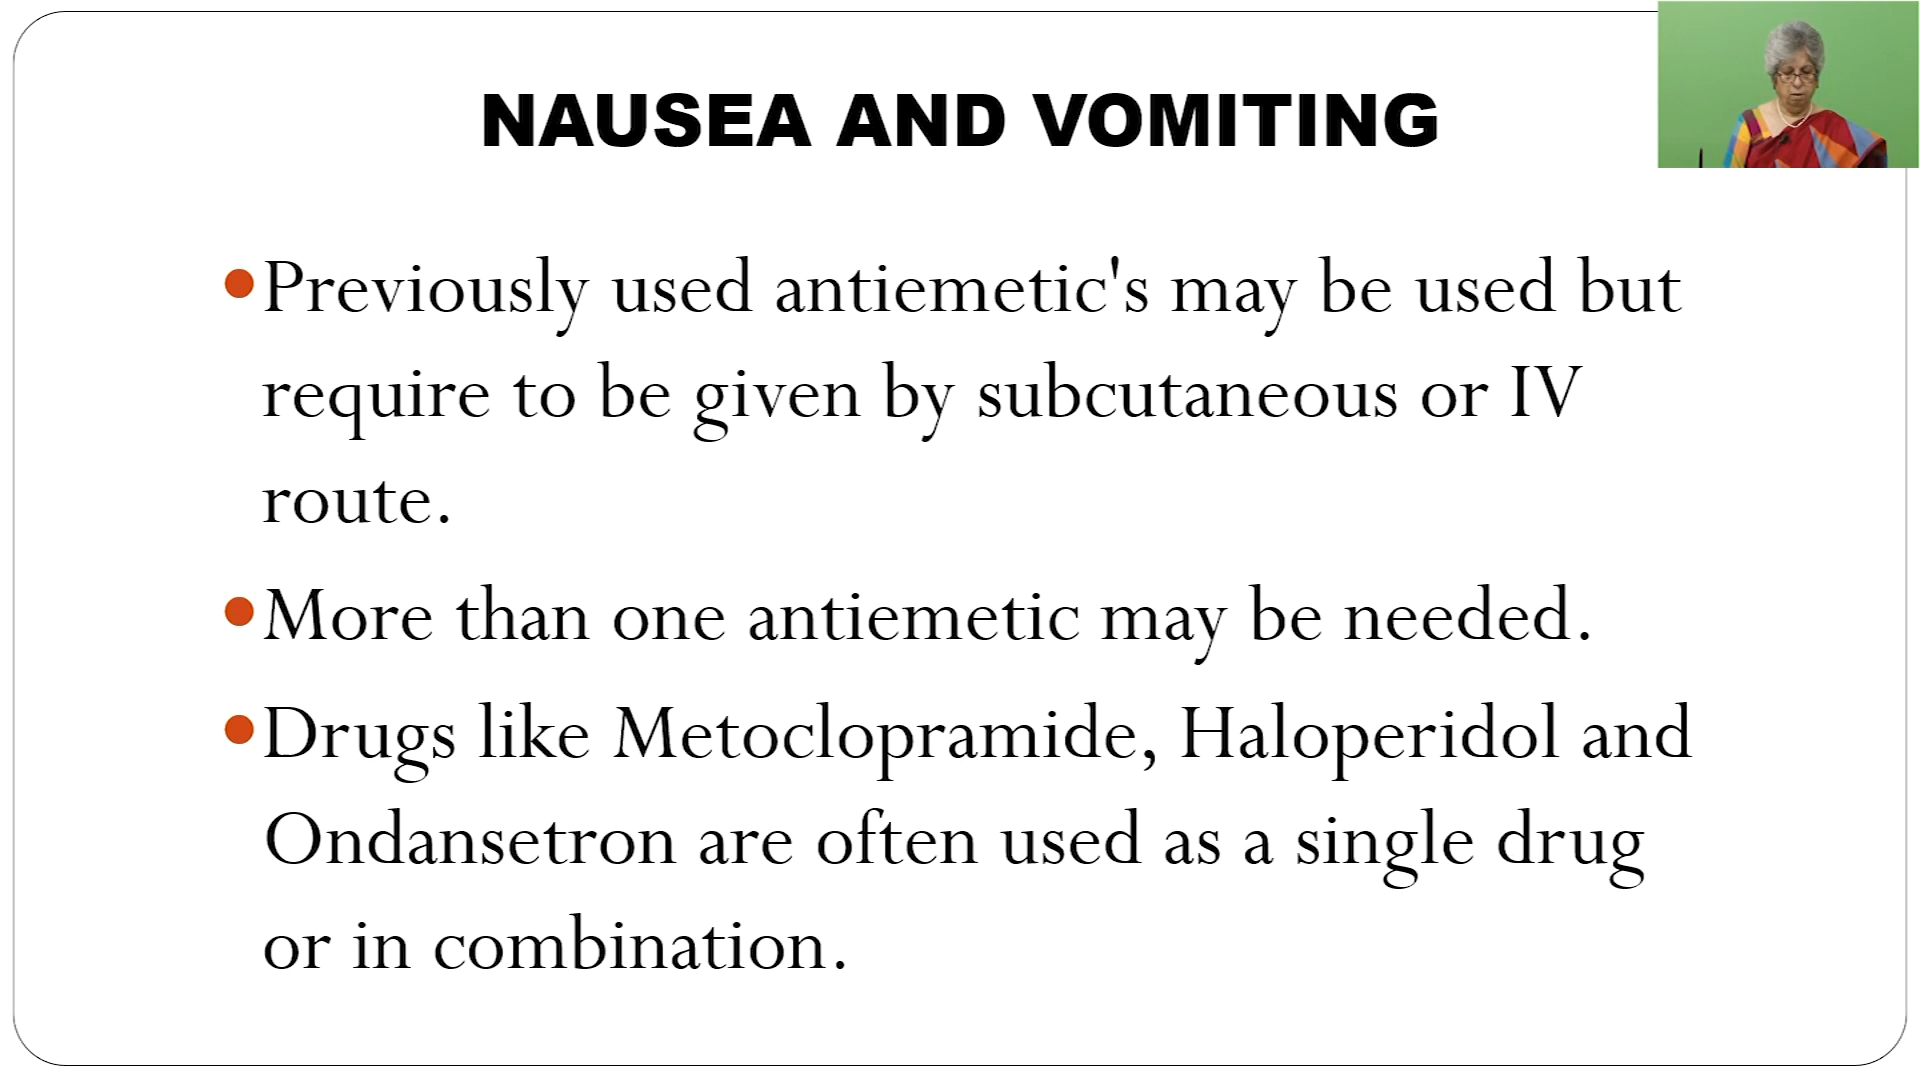 NAUSEA AND VOMITING
•Previously used antiemetic's may be used but
require to be given by subcutaneous or IV
route.
•More than one antiemetic may be needed.
•Drugs like Metoclopramide, Haloperidol and
Ondansetron are often used as a single drug
or in combination.